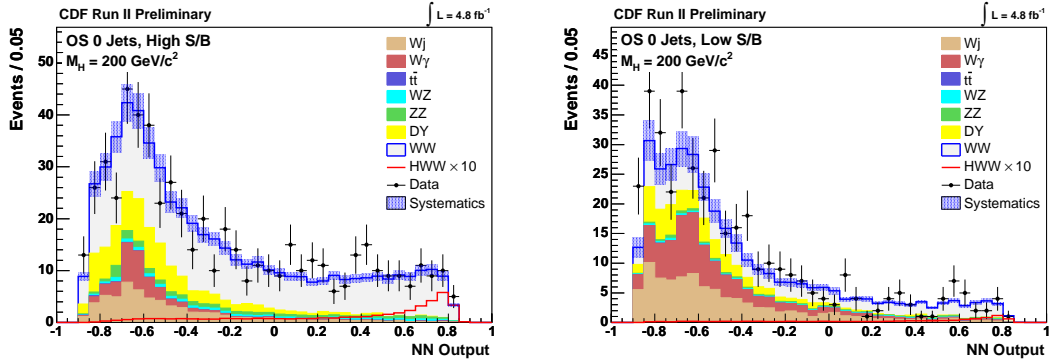 CDF Run II Preliminary
∫ L = 4.8 fb⁻¹
OS 0 Jets, High S/B
M_H = 200 GeV/c²
Events / 0.05
50
40
30
20
10
0
Wj
Wγ
tt̄
WZ
ZZ
DY
WW
HWW × 10
Data
Systematics
-1 -0.8 -0.6 -0.4 -0.2 0 0.2 0.4 0.6 0.8 1
NN Output
CDF Run II Preliminary
∫ L = 4.8 fb⁻¹
OS 0 Jets, Low S/B
M_H = 200 GeV/c²
Events / 0.05
45
40
35
30
25
20
15
10
5
0
Wj
Wγ
tt̄
WZ
ZZ
DY
WW
HWW × 10
Data
Systematics
-1 -0.8 -0.6 -0.4 -0.2 0 0.2 0.4 0.6 0.8 1
NN Output